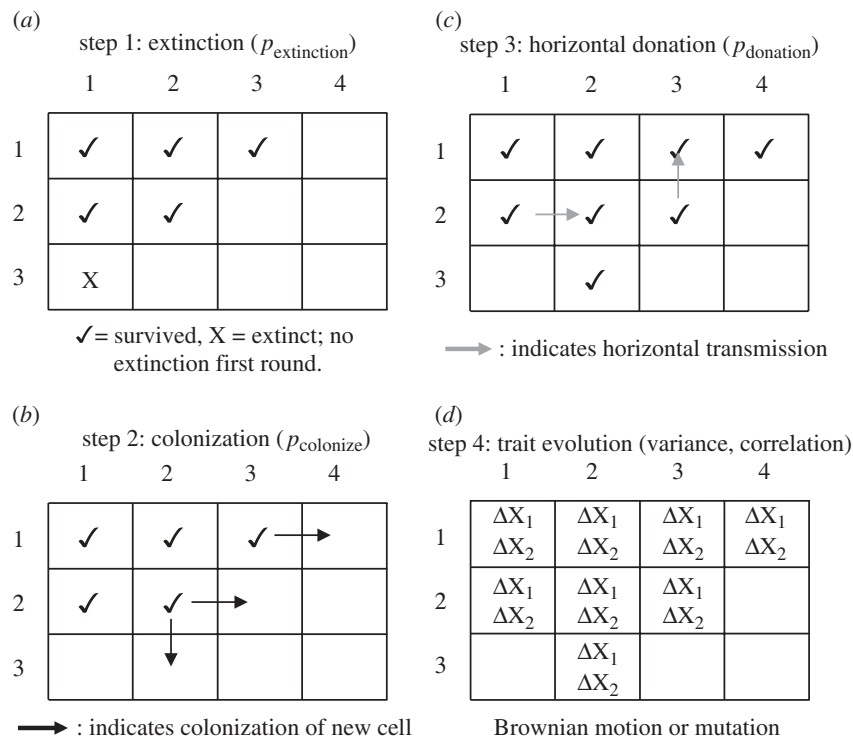 (a)
step 1: extinction (p_extinction)
1 2 3 4
1 ✓ ✓ ✓
2 ✓ ✓
3 X
✓= survived, X = extinct; no
extinction first round.
(b)
step 2: colonization (p_colonize)
1 2 3 4
1 ✓ ✓ ✓
2 ✓ ✓
3
: indicates colonization of new cell
(c)
step 3: horizontal donation (p_donation)
1 2 3 4
1 ✓ ✓ ✓ ✓
2 ✓ ✓ ✓
3 ✓
: indicates horizontal transmission
(d)
step 4: trait evolution (variance, correlation)
1 2 3 4
ΔX₁ ΔX₁ ΔX₁ ΔX₁
1
ΔX₂ ΔX₂ ΔX₂ ΔX₂
ΔX₁ ΔX₁ ΔX₁
2
ΔX₂ ΔX₂ ΔX₂
ΔX₁
3
ΔX₂
Brownian motion or mutation